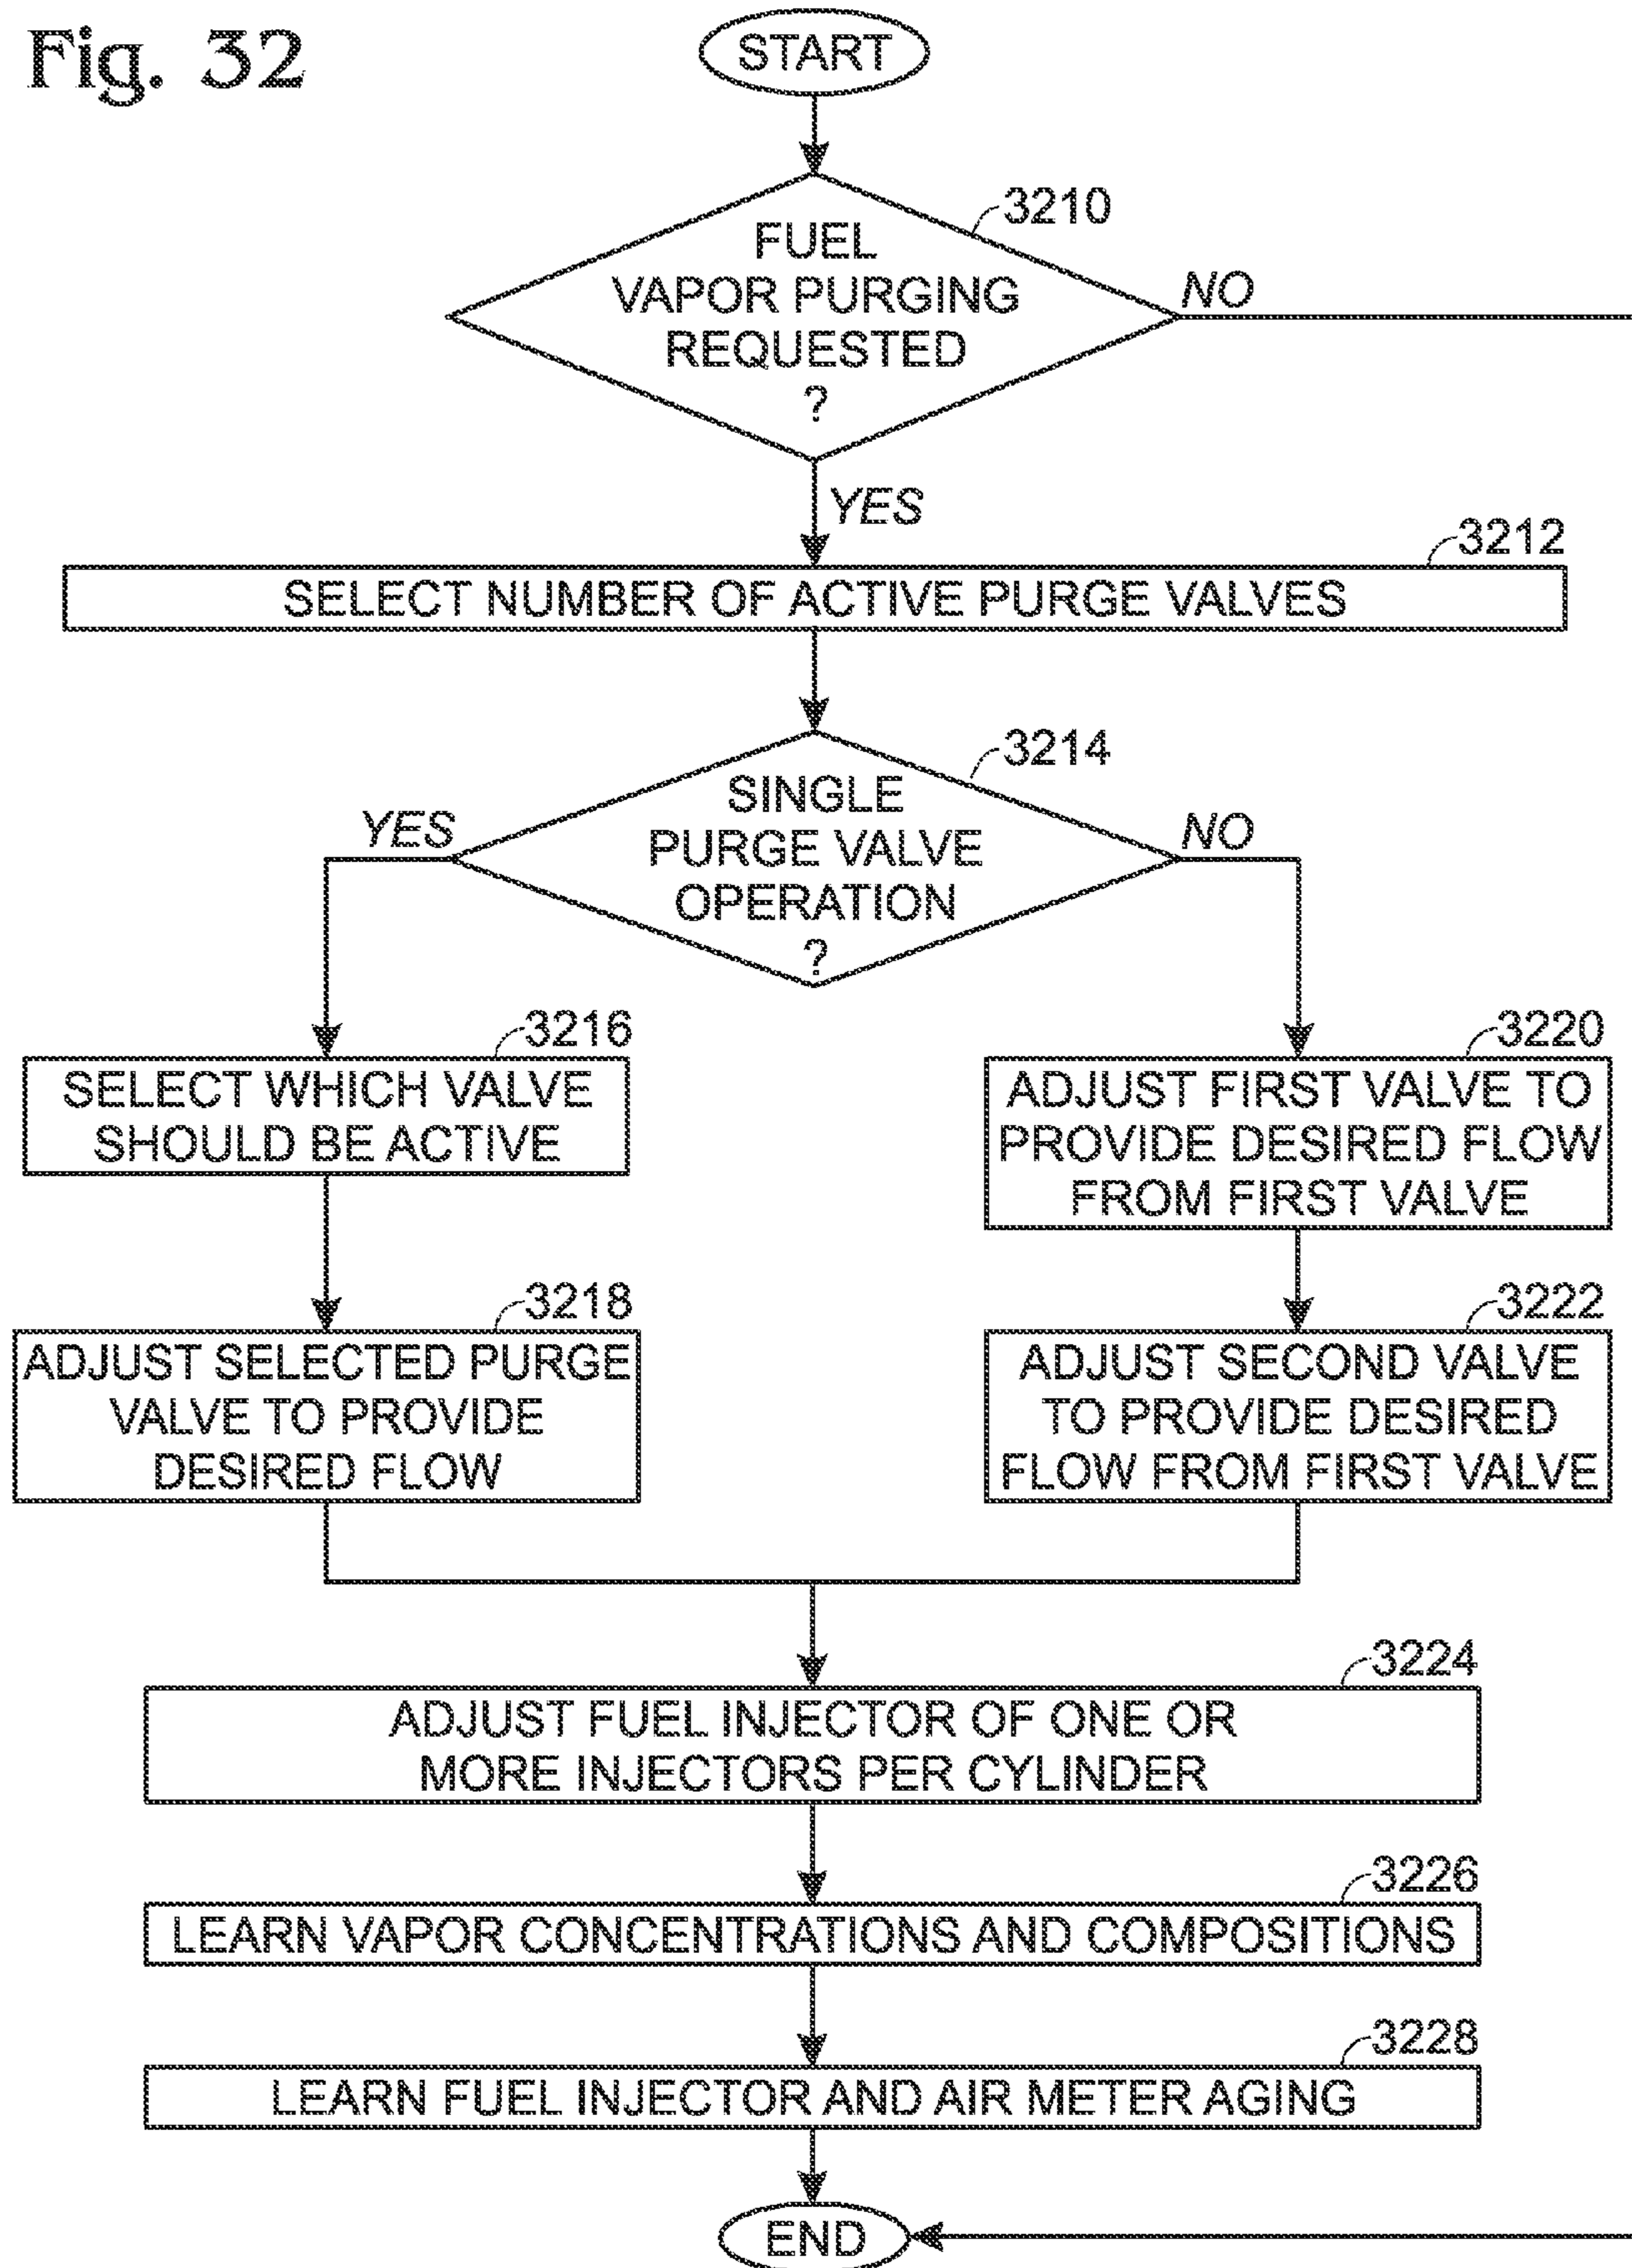 Fig. 32
START
3210
FUEL
VAPOR PURGING
REQUESTED
?
NO
YES
3212
SELECT NUMBER OF ACTIVE PURGE VALVES
3214
SINGLE
PURGE VALVE
OPERATION
?
YES
NO
3216
SELECT WHICH VALVE
SHOULD BE ACTIVE
3220
ADJUST FIRST VALVE TO
PROVIDE DESIRED FLOW
FROM FIRST VALVE
3218
ADJUST SELECTED PURGE
VALVE TO PROVIDE
DESIRED FLOW
3222
ADJUST SECOND VALVE
TO PROVIDE DESIRED
FLOW FROM FIRST VALVE
3224
ADJUST FUEL INJECTOR OF ONE OR
MORE INJECTORS PER CYLINDER
3226
LEARN VAPOR CONCENTRATIONS AND COMPOSITIONS
3228
LEARN FUEL INJECTOR AND AIR METER AGING
END